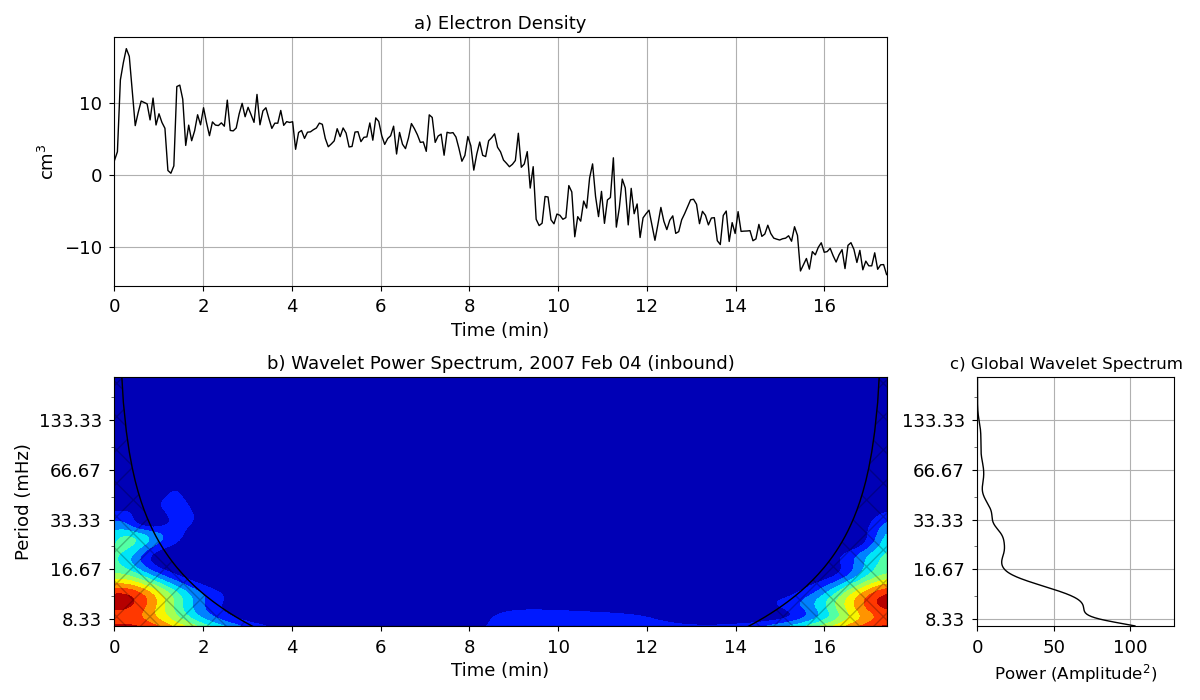 a) Electron Density
cm³
10
0
−10
0 2 4 6 8 10 12 14 16
Time (min)
b) Wavelet Power Spectrum, 2007 Feb 04 (inbound)
Period (mHz)
133.33
66.67
33.33
16.67
8.33
0 2 4 6 8 10 12 14 16
Time (min)
c) Global Wavelet Spectrum
133.33
66.67
33.33
16.67
8.33
0 50 100
Power (Amplitude²)